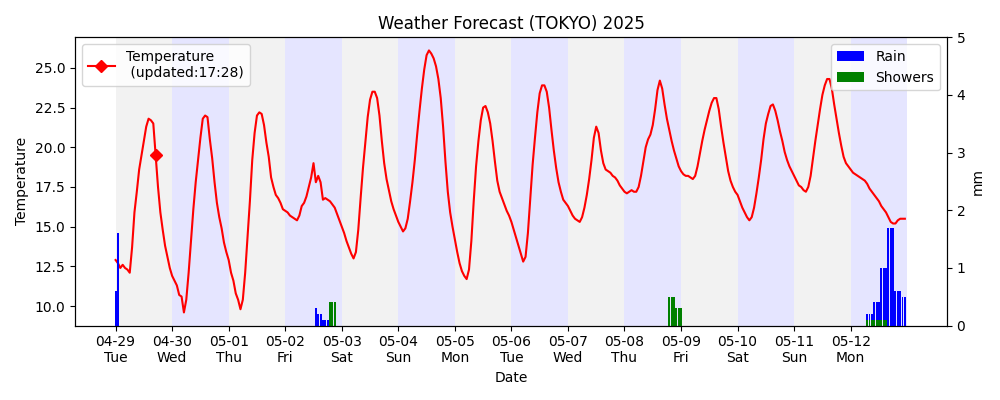 Weather Forecast (TOKYO) 2025
Temperature
(updated:17:28)
Rain
Showers
Temperature
25.0
22.5
20.0
17.5
15.0
12.5
10.0
5
4
3
2
1
0
mm
04-29 04-30 05-01 05-02 05-03 05-04 05-05 05-06 05-07 05-08 05-09 05-10 05-11 05-12
Tue Wed Thu Fri Sat Sun Mon Tue Wed Thu Fri Sat Sun Mon
Date